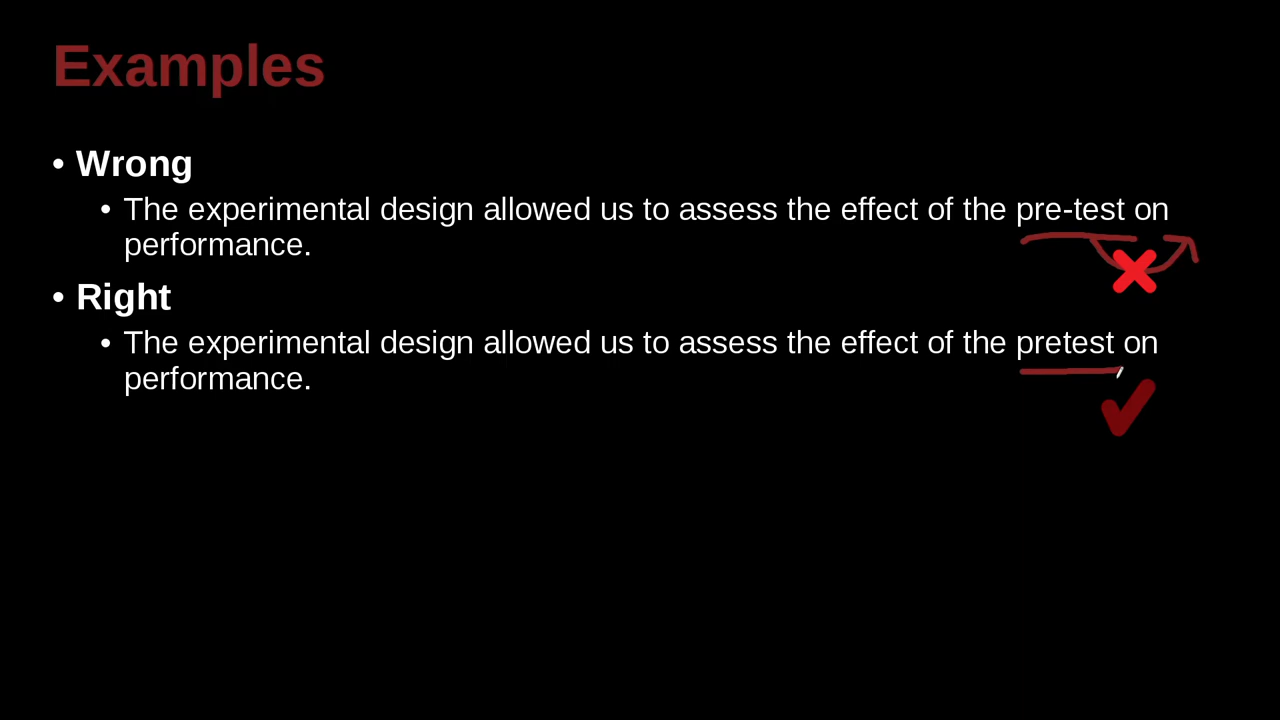 Examples
• Wrong
• The experimental design allowed us to assess the effect of the pre-test on
performance.
• Right
• The experimental design allowed us to assess the effect of the pretest on
performance.